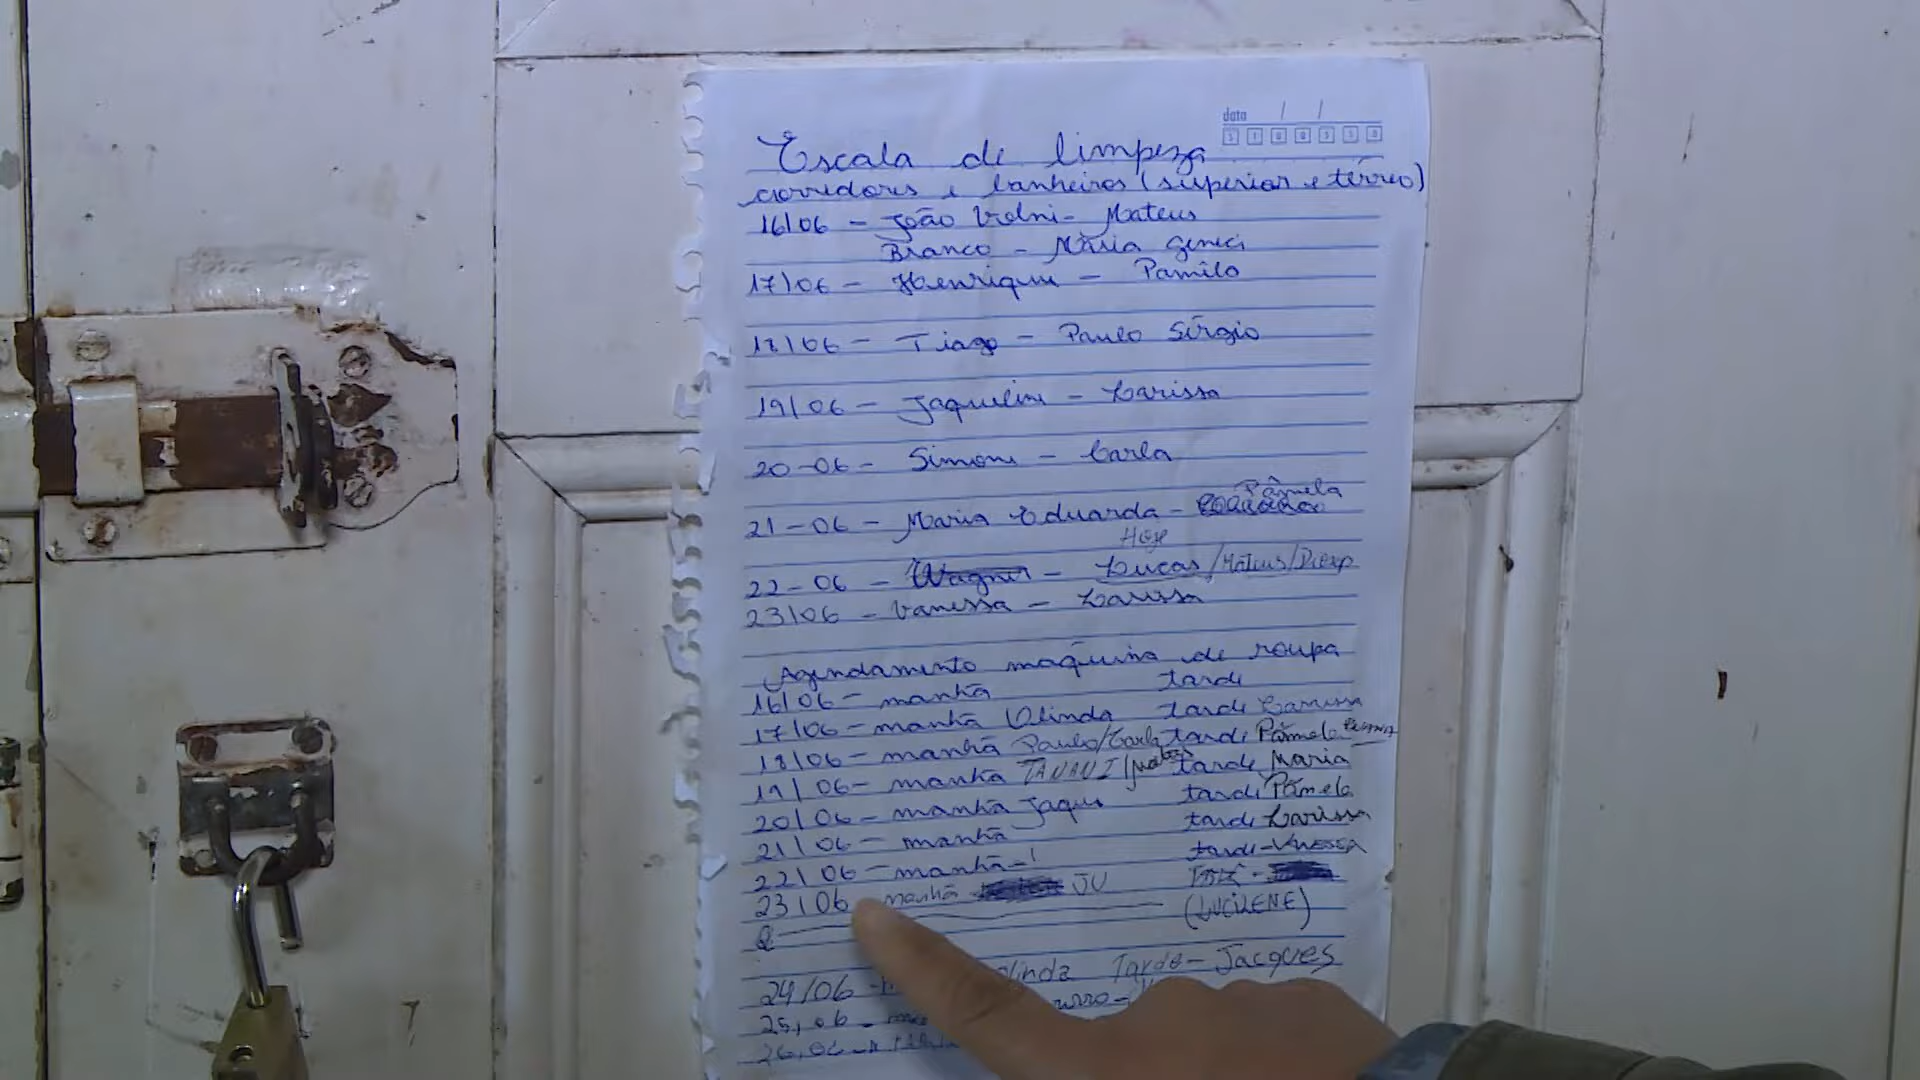 data / /
Escala de limpeza
corredores e banheiros (superior e térreo)
16/06 - João Volni - Mateus
Branco - Maria Geneci
17/06 - Henrique - Pamila
18/06 - Tiago - Paulo Sérgio
19/06 - Jaqueline - Larissa
20-06 - Simone - Carla
Pâmela
21-06 - Maria Eduarda -
Hoje
22-06 - Wagner - Lucas/Mateus/
23/06 - Vanessa - Larissa
Agendamento maquina de roupa
16/06 - manhã tarde
17/06 - manhã Olinda tarde Larissa
18/06 - manhã Paulo/Carla tarde Pâmela
19/06 - manhã tarde Maria
20/06 - manhã Jaque tarde Pâmela
21/06 - manhã tarde Larissa
22/06 - manhã - tarde -
23/06 manhã JU
(LUCILENE)
24/06 - Tarde - Jacques
25,06 -
26,06 -